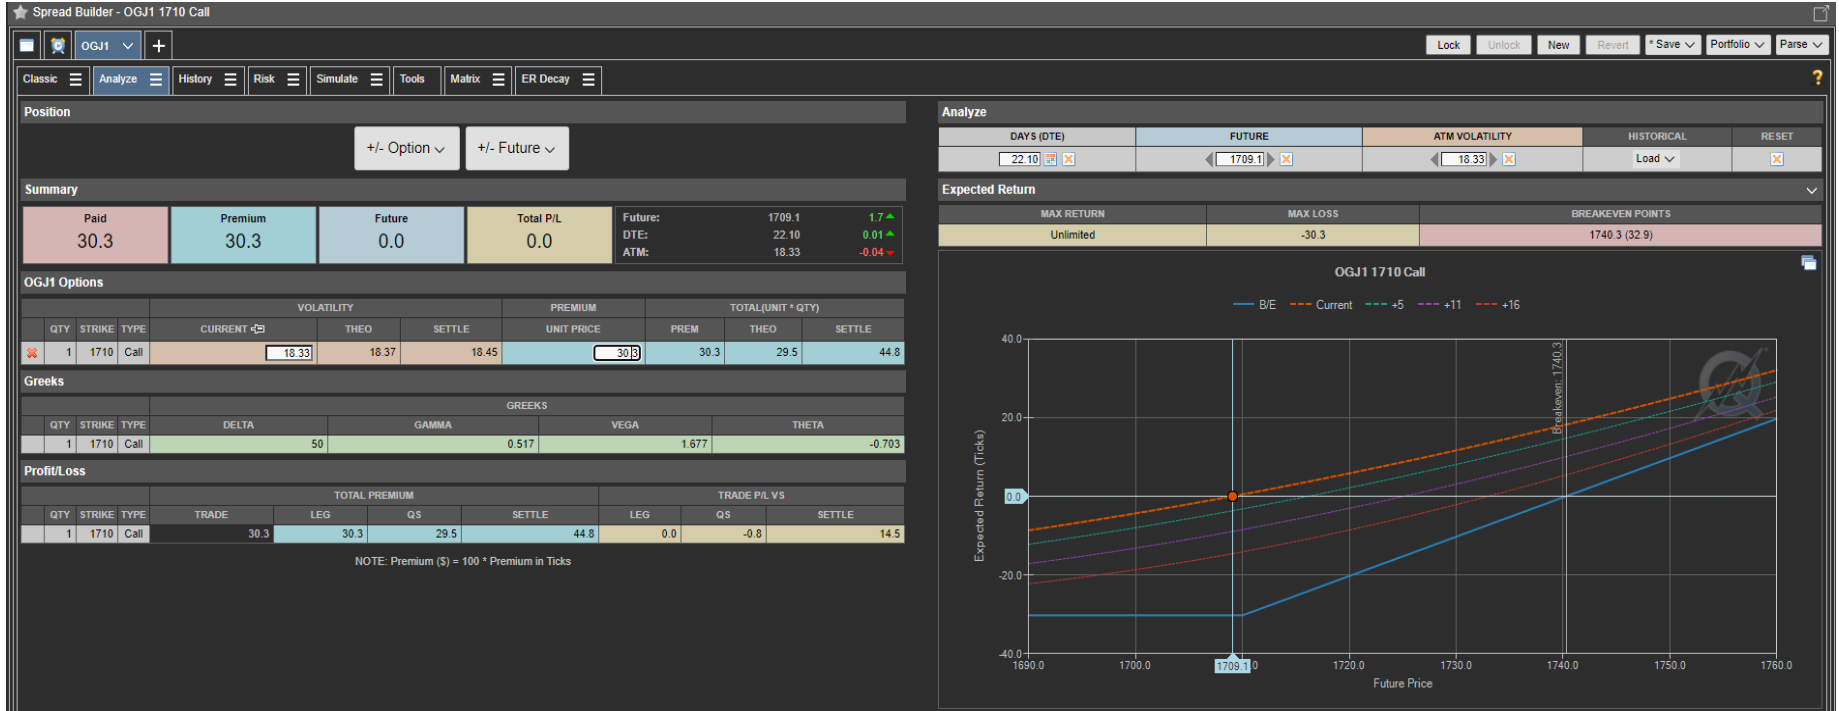 Spread Builder - OGJ1 1710 Call
OGJ1
Lock Unlock New Revert * Save Portfolio Parse
Classic Analyze History Risk Simulate Tools Matrix ER Decay ?
Position
+/- Option +/- Future
Summary
Paid Premium Future Total P/L
30.3 30.3 0.0 0.0
Future: 1709.1 1.7
DTE: 22.10 0.01
ATM: 18.33 -0.04
OGJ1 Options
VOLATILITY PREMIUM TOTAL(UNIT * QTY)
QTY STRIKE TYPE CURRENT THEO SETTLE UNIT PRICE PREM THEO SETTLE
1 1710 Call 18.33 18.37 18.45 30.3 30.3 29.5 44.8
Greeks
GREEKS
QTY STRIKE TYPE DELTA GAMMA VEGA THETA
1 1710 Call 50 0.517 1.677 -0.703
Profit/Loss
TOTAL PREMIUM TRADE P/L VS
QTY STRIKE TYPE TRADE LEG QS SETTLE LEG QS SETTLE
1 1710 Call 30.3 30.3 29.5 44.8 0.0 -0.8 14.5
NOTE: Premium ($) = 100 * Premium in Ticks
Analyze
DAYS (DTE) FUTURE ATM VOLATILITY HISTORICAL RESET
22.10 1709.1 18.33 Load
Expected Return
MAX RETURN MAX LOSS BREAKEVEN POINTS
Unlimited -30.3 1740.3 (32.9)
OGJ1 1710 Call
B/E Current +5 +11 +16
Expected Return (Ticks)
40.0
20.0
0.0
-20.0
-40.0
Breakeven: 1740.3
1690.0 1700.0 1709.1 1720.0 1730.0 1740.0 1750.0 1760.0
Future Price